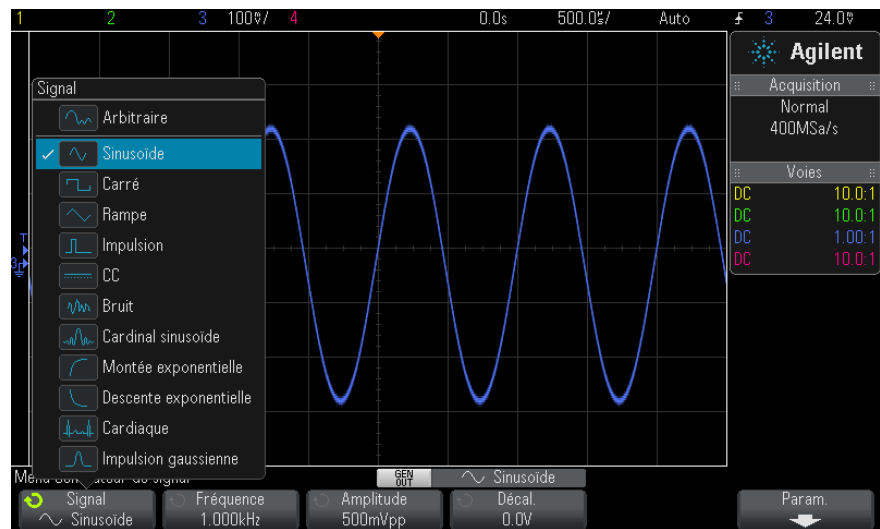 1 2 3 100mV/ 4 0.0s 500.0µs/ Auto 3 24.0mV
Agilent
Acquisition
Normal
400MSa/s
Voies
DC 10.0:1
DC 10.0:1
DC 1.00:1
DC 10.0:1
T
3
Signal
Arbitraire
Sinusoïde
Carré
Rampe
Impulsion
CC
Bruit
Cardinal sinusoïde
Montée exponentielle
Descente exponentielle
Cardiaque
Impulsion gaussienne
GEN OUT Sinusoïde
Signal
Sinusoïde
Fréquence
1.000kHz
Amplitude
500mVpp
Décal.
0.0V
Param.